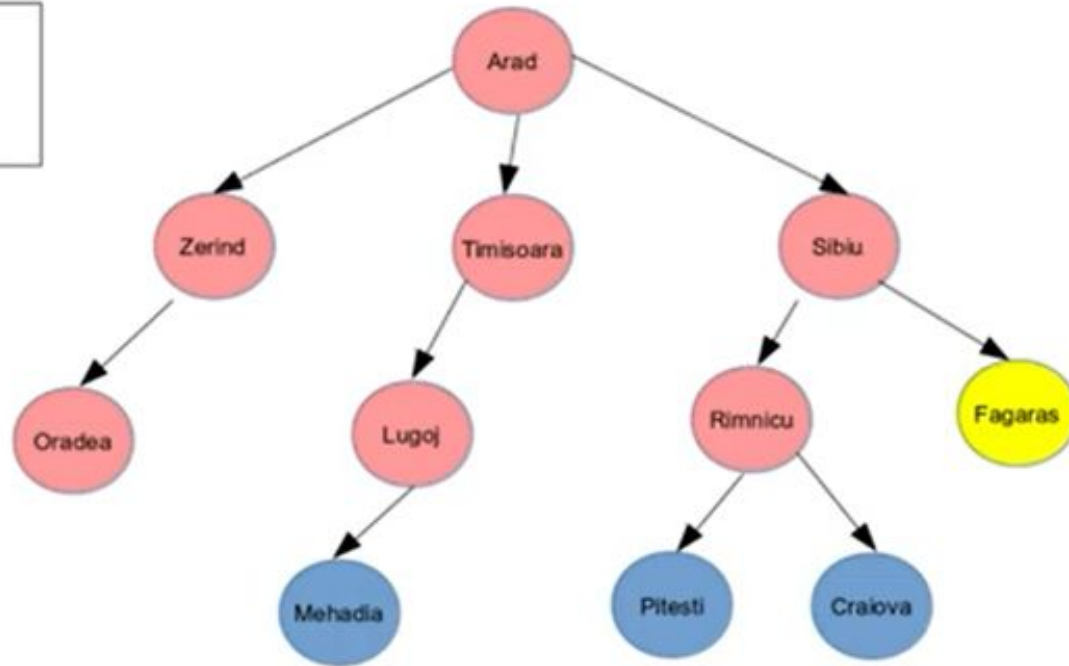 Arad
Zerind
Timisoara
Sibiu
Oradea
Lugoj
Rimnicu
Fagaras
Mehadia
Pitesti
Craiova